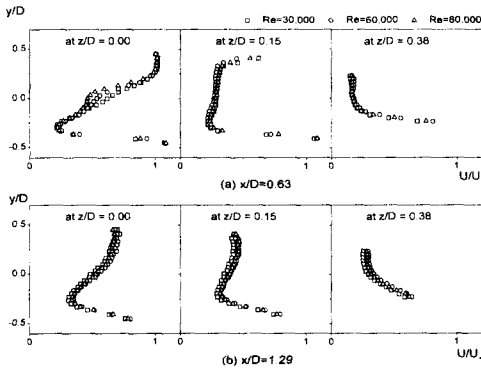 y/D
□ Re=30,000 ○ Re=60,000 △ Re=80,000
at z/D = 0.00 at z/D = 0.15 at z/D = 0.38
0.5
0.0
-0.5
0 1 0 1 0 1
U/U
(a) x/D=0.63
y/D
at z/D = 0.00 at z/D = 0.15 at z/D = 0.38
0.5
0.0
-0.5
0 1 0 1 0 1
U/U
(b) x/D=1.29